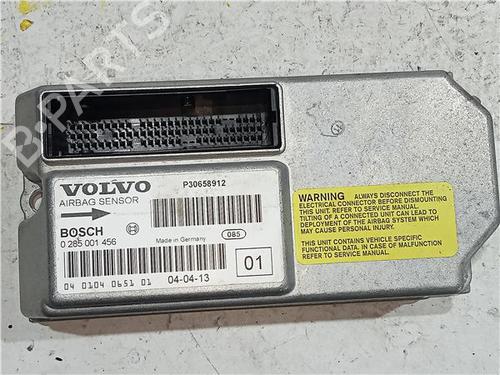 B-PARTS
VOLVO
P30658912
AIRBAG SENSOR
BOSCH
Made in Germany
085
0 285 001 456
04 0104 0651 01
04-04-13
01
WARNING ALWAYS DISCONNECT THE
ELECTRICAL CONNECTOR BEFORE DISMOUNTING
THIS UNIT. REFER TO SERVICE MANUAL.
TILTING OF A CONNECTED UNIT CAN LEAD TO
DEPLOYMENT OF THE AIRBAG SYSTEM WHICH
MAY CAUSE PERSONAL INJURY.
THIS UNIT CONTAINS VEHICLE SPECIFIC
FUNCTIONAL DATA. IN CASE OF MALFUNCTION
REFER TO SERVICE MANUAL.